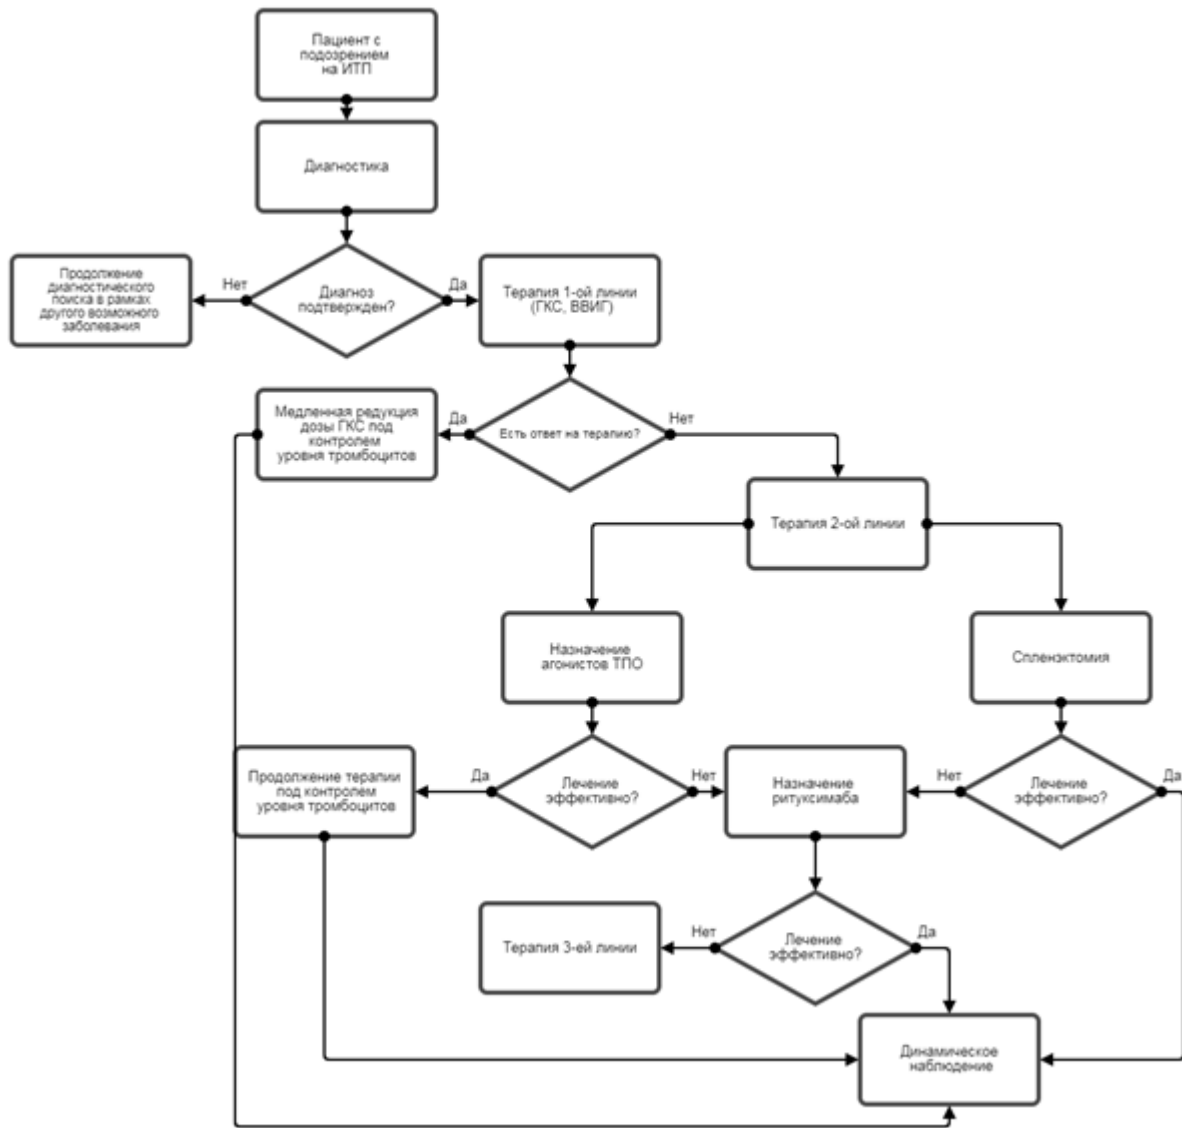 Пациент с
подозрением
на ИТП
Диагностика
Диагноз
подтвержден?
Нет
Да
Продолжение
диагностического
поиска в рамках
другого возможного
заболевания
Терапия 1-ой линии
(ГКС, ВВИГ)
Есть ответ на терапию?
Да
Нет
Медленная редукция
дозы ГКС под
контролем
уровня тромбоцитов
Терапия 2-ой линии
Назначение
агонистов ТПО
Спленэктомия
Лечение
эффективно?
Да
Нет
Продолжение терапии
под контролем
уровня тромбоцитов
Назначение
ритуксимаба
Нет
Лечение
эффективно?
Да
Лечение
эффективно?
Нет
Да
Терапия 3-ей линии
Динамическое
наблюдение